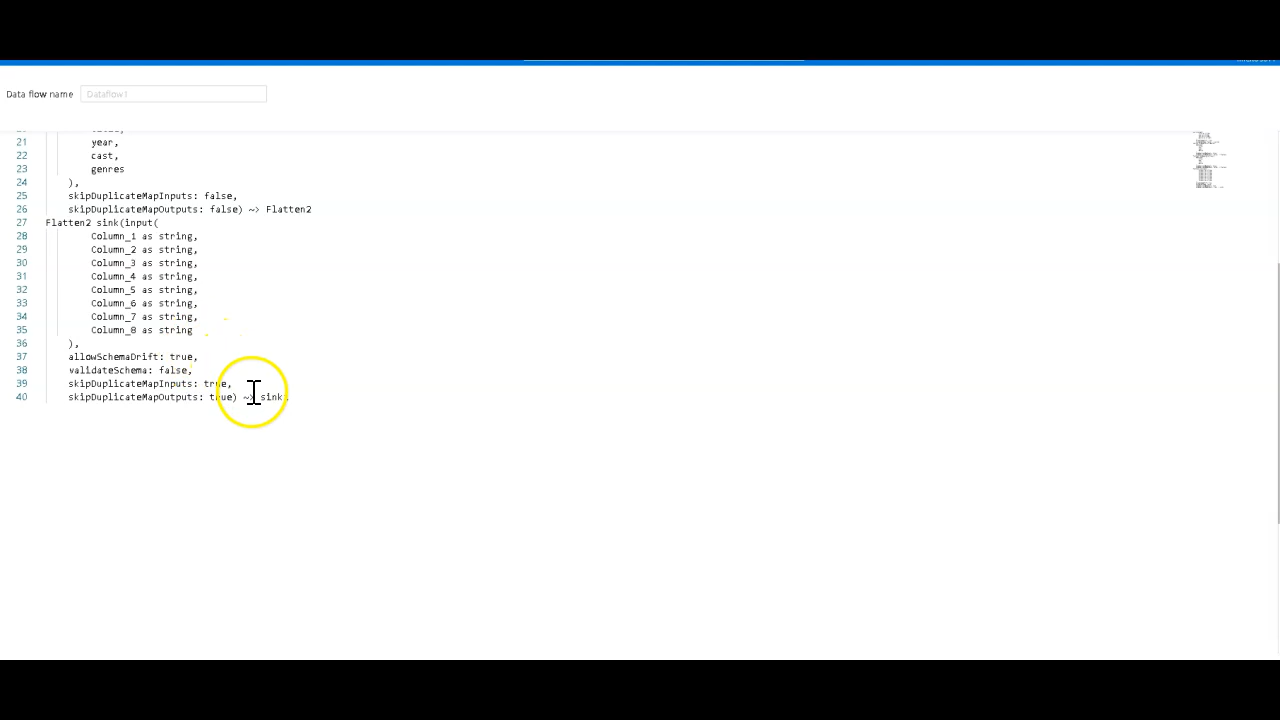 Data flow name Dataflow1
21 year,
22 cast,
23 genres
24 ),
25 skipDuplicateMapInputs: false,
26 skipDuplicateMapOutputs: false) ~> Flatten2
27 Flatten2 sink(input(
28 Column_1 as string,
29 Column_2 as string,
30 Column_3 as string,
31 Column_4 as string,
32 Column_5 as string,
33 Column_6 as string,
34 Column_7 as string,
35 Column_8 as string
36 ),
37 allowSchemaDrift: true,
38 validateSchema: false,
39 skipDuplicateMapInputs: true,
40 skipDuplicateMapOutputs: true) ~>